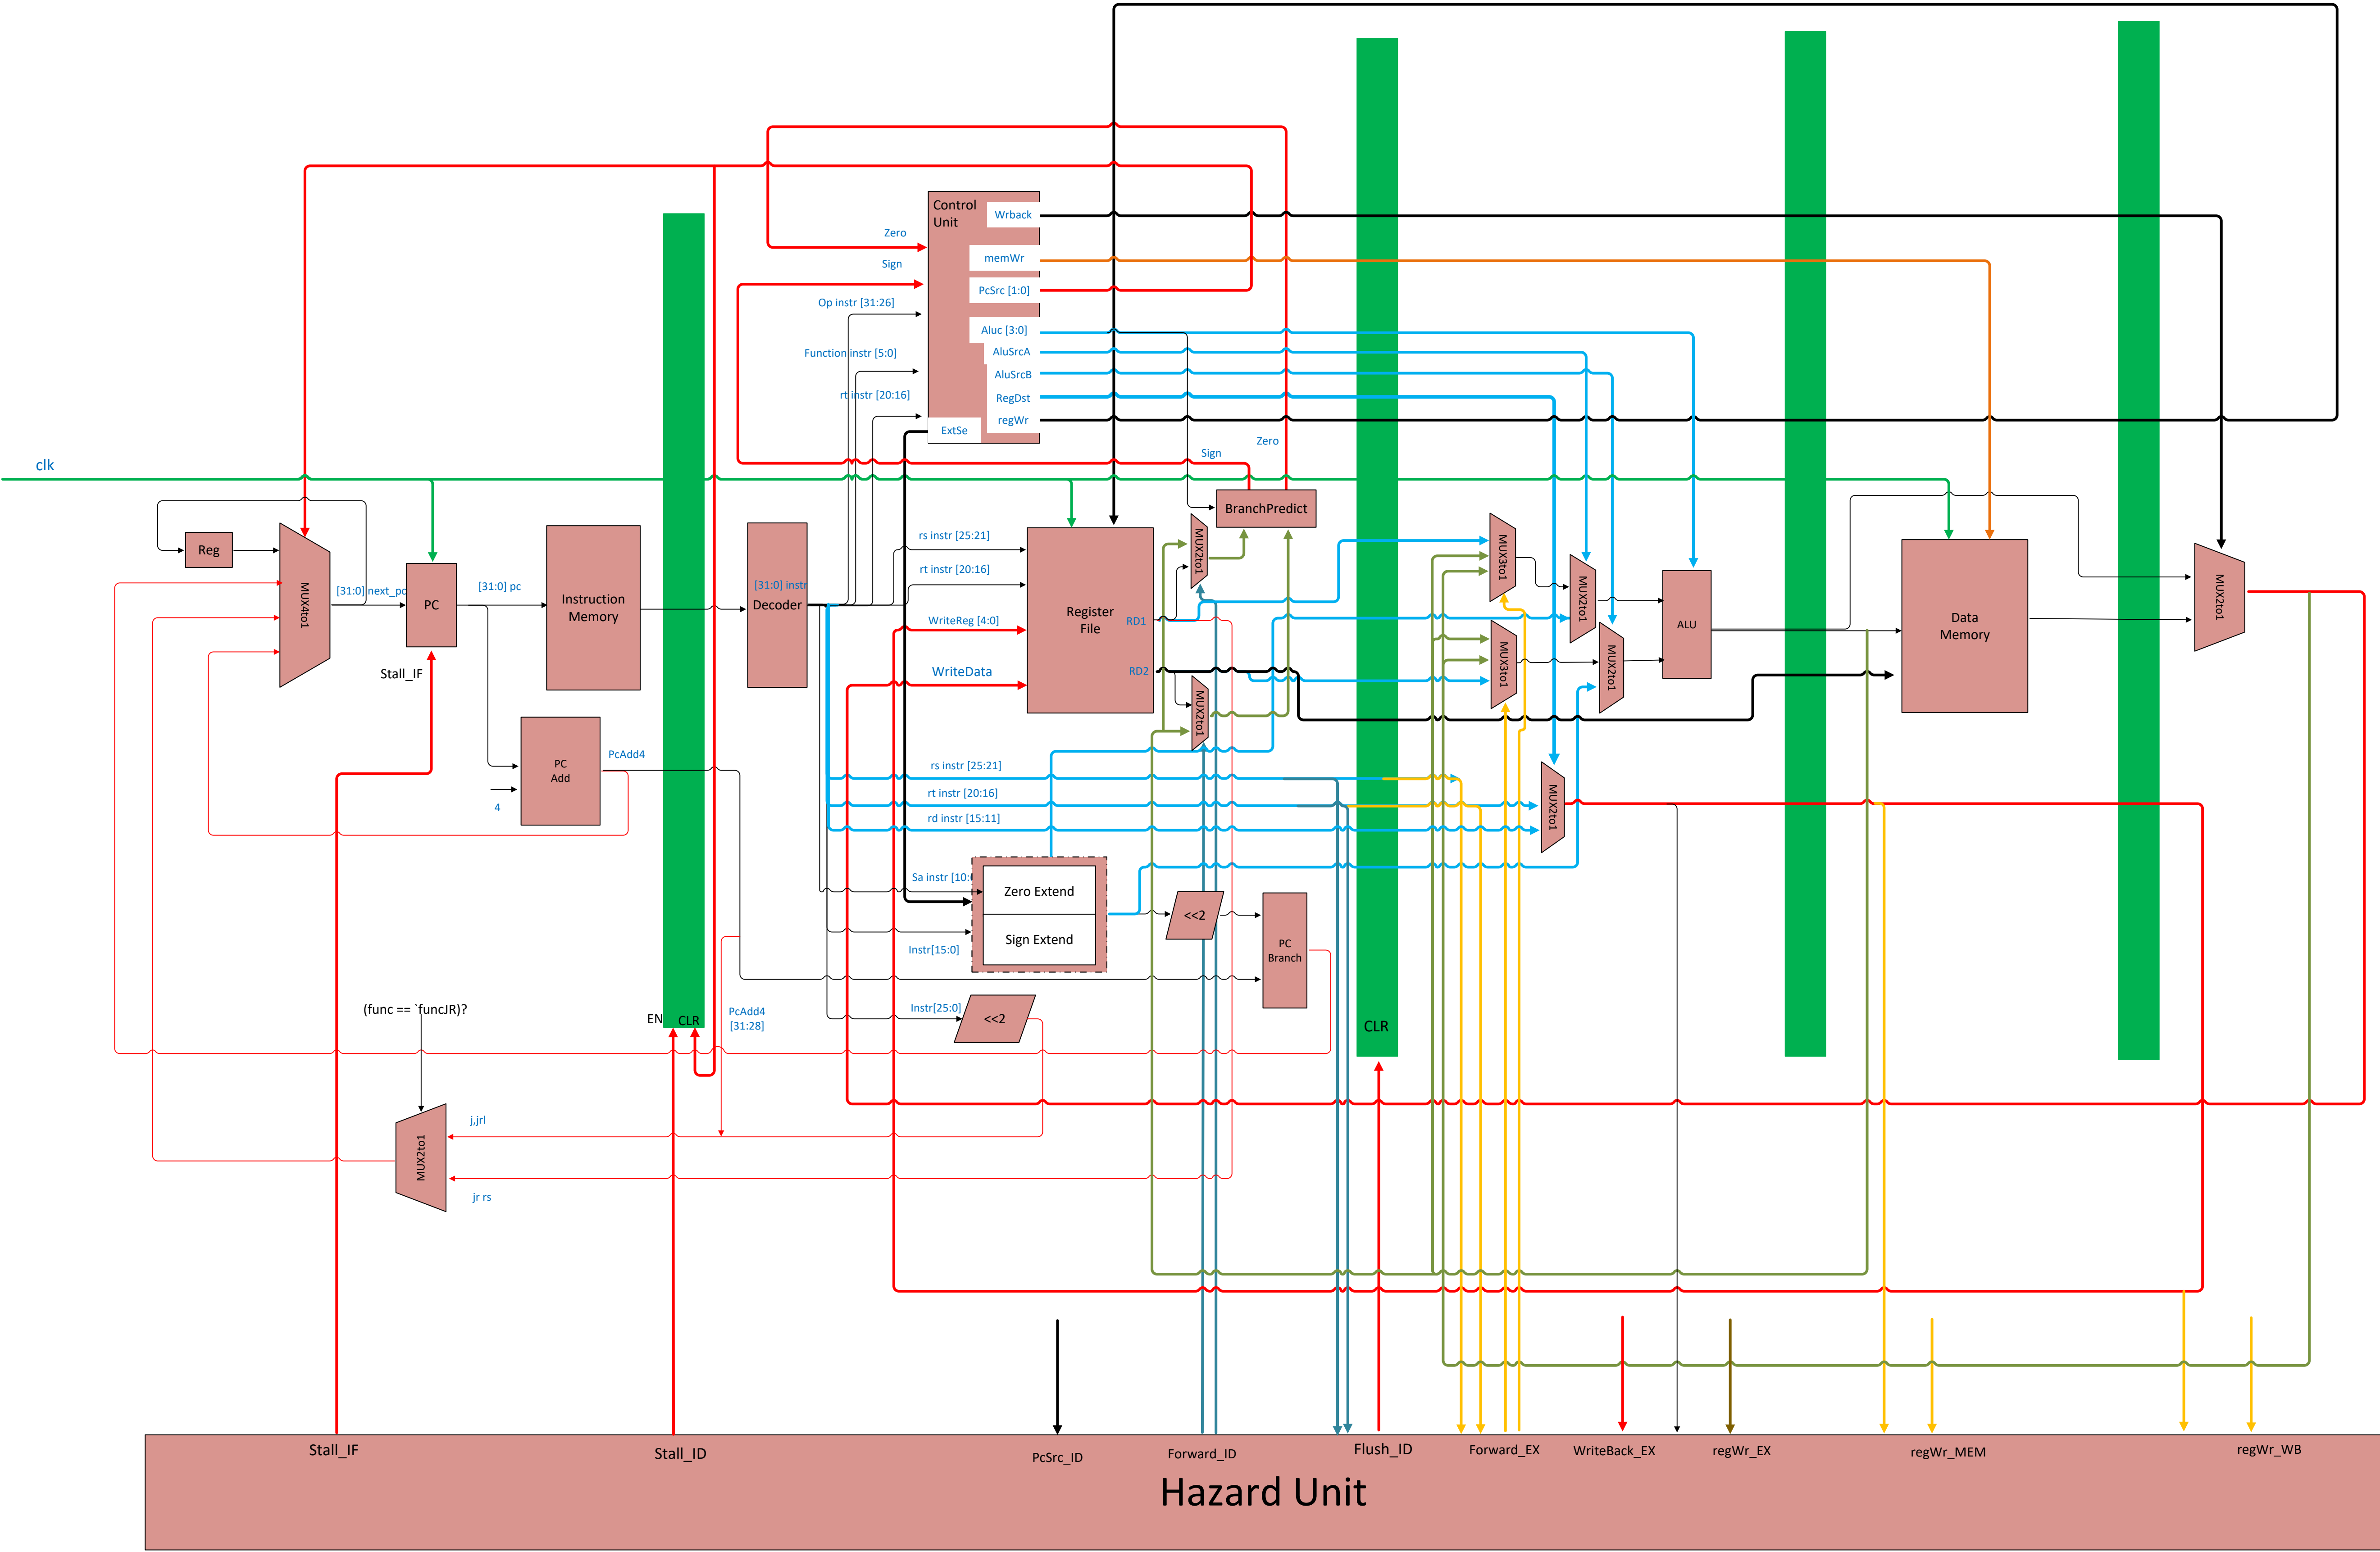 Control
Unit
Wrback
Zero
memWr
Sign
PcSrc [1:0]
Op instr [31:26]
Aluc [3:0]
Function instr [5:0]
AluSrcA
AluSrcB
rt instr [20:16]
RegDst
regWr
ExtSe
Zero
Sign
clk
BranchPredict
Reg
MUX4to1
[31:0] next_pc
PC
[31:0] pc
Instruction
Memory
[31:0] instr
Decoder
rs instr [25:21]
rt instr [20:16]
WriteReg [4:0]
WriteData
Register
File
RD1
RD2
MUX2to1
MUX2to1
MUX3to1
MUX3to1
MUX2to1
MUX2to1
ALU
Data
Memory
MUX2to1
Stall_IF
PC
Add
4
PcAdd4
rs instr [25:21]
rt instr [20:16]
rd instr [15:11]
MUX2to1
Sa instr [10:
Zero Extend
Sign Extend
Instr[15:0]
<<2
PC
Branch
(func == `funcJR)?
EN
CLR
PcAdd4
[31:28]
Instr[25:0]
<<2
CLR
MUX2to1
j,jrl
jr rs
Stall_IF
Stall_ID
PcSrc_ID
Forward_ID
Flush_ID
Forward_EX
WriteBack_EX
regWr_EX
regWr_MEM
regWr_WB
Hazard Unit